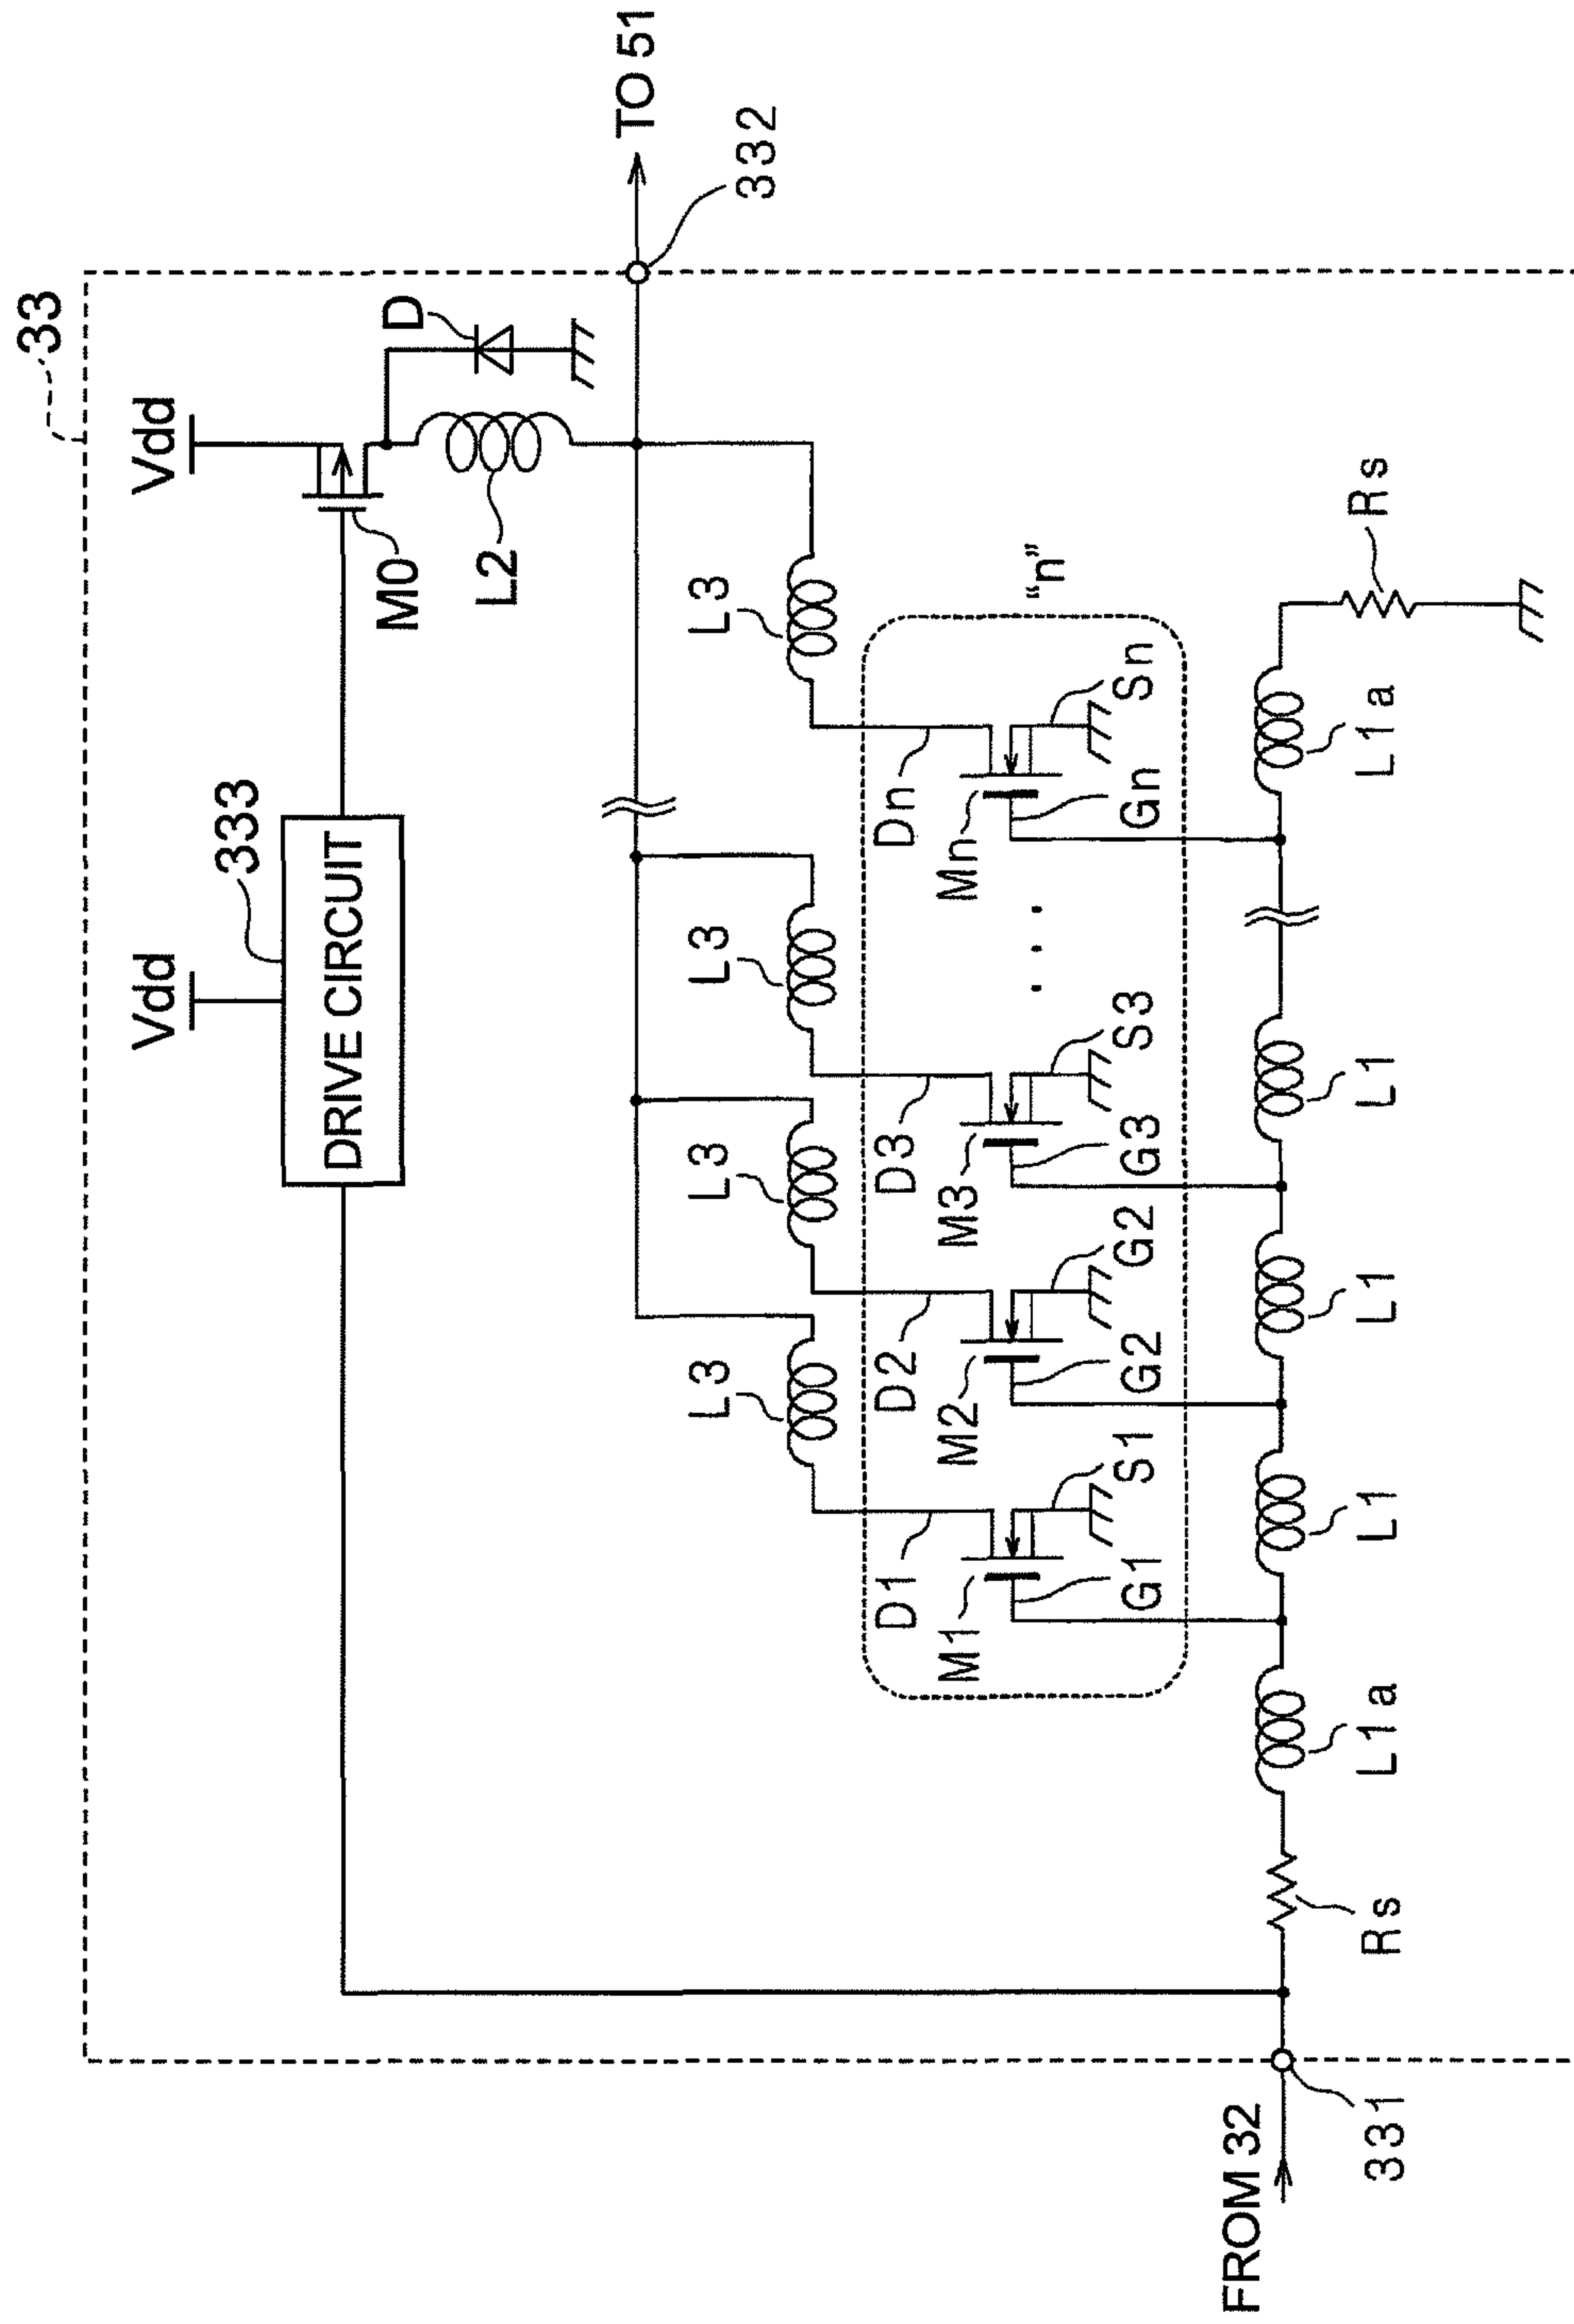 33
Vdd
Vdd
333
DRIVE CIRCUIT
M0
D
L2
TO 51
332
L3
L3
L3
L3
"n"
D1
D2
D3
Dn
M1
M2
M3
Mn
...
G1
S1
G2
G2
G3
S3
Gn
Sn
Rs
FROM 32
331
Rs
L1a
L1
L1
L1
L1a